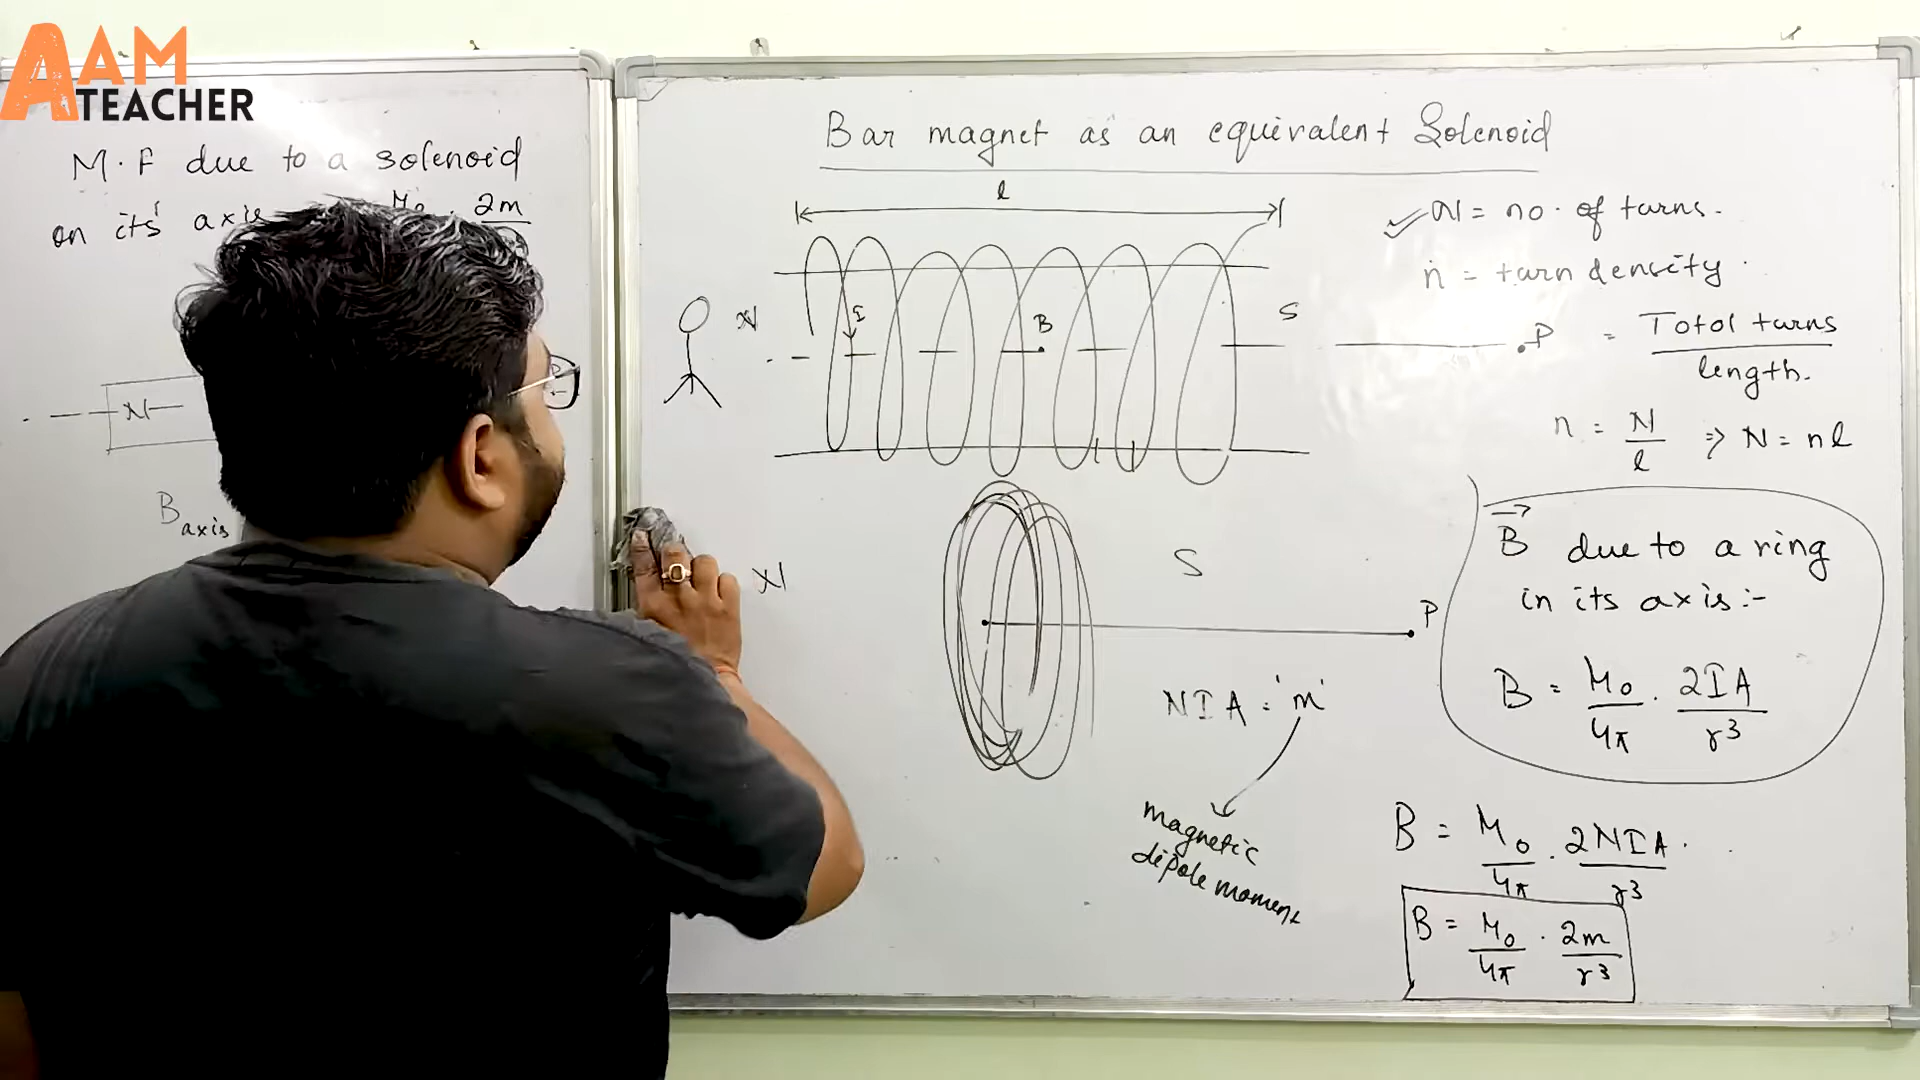 AAM
TEACHER
M.F due to a solenoid
on its axis
μ₀ . 2m
N
B axis
Bar magnet as an equivalent Solenoid
l
N
I
B
S
P
N = no. of turns.
n = turn density
= Total turns
length.
n = N/l ⇒ N = nl
N
S
P
NIA = 'm'
magnetic
dipole moment
B⃗ due to a ring
in its axis :-
B = μ₀/4π . 2IA/r³
B = μ₀/4π . 2NIA/r³
B = μ₀/4π . 2m/r³